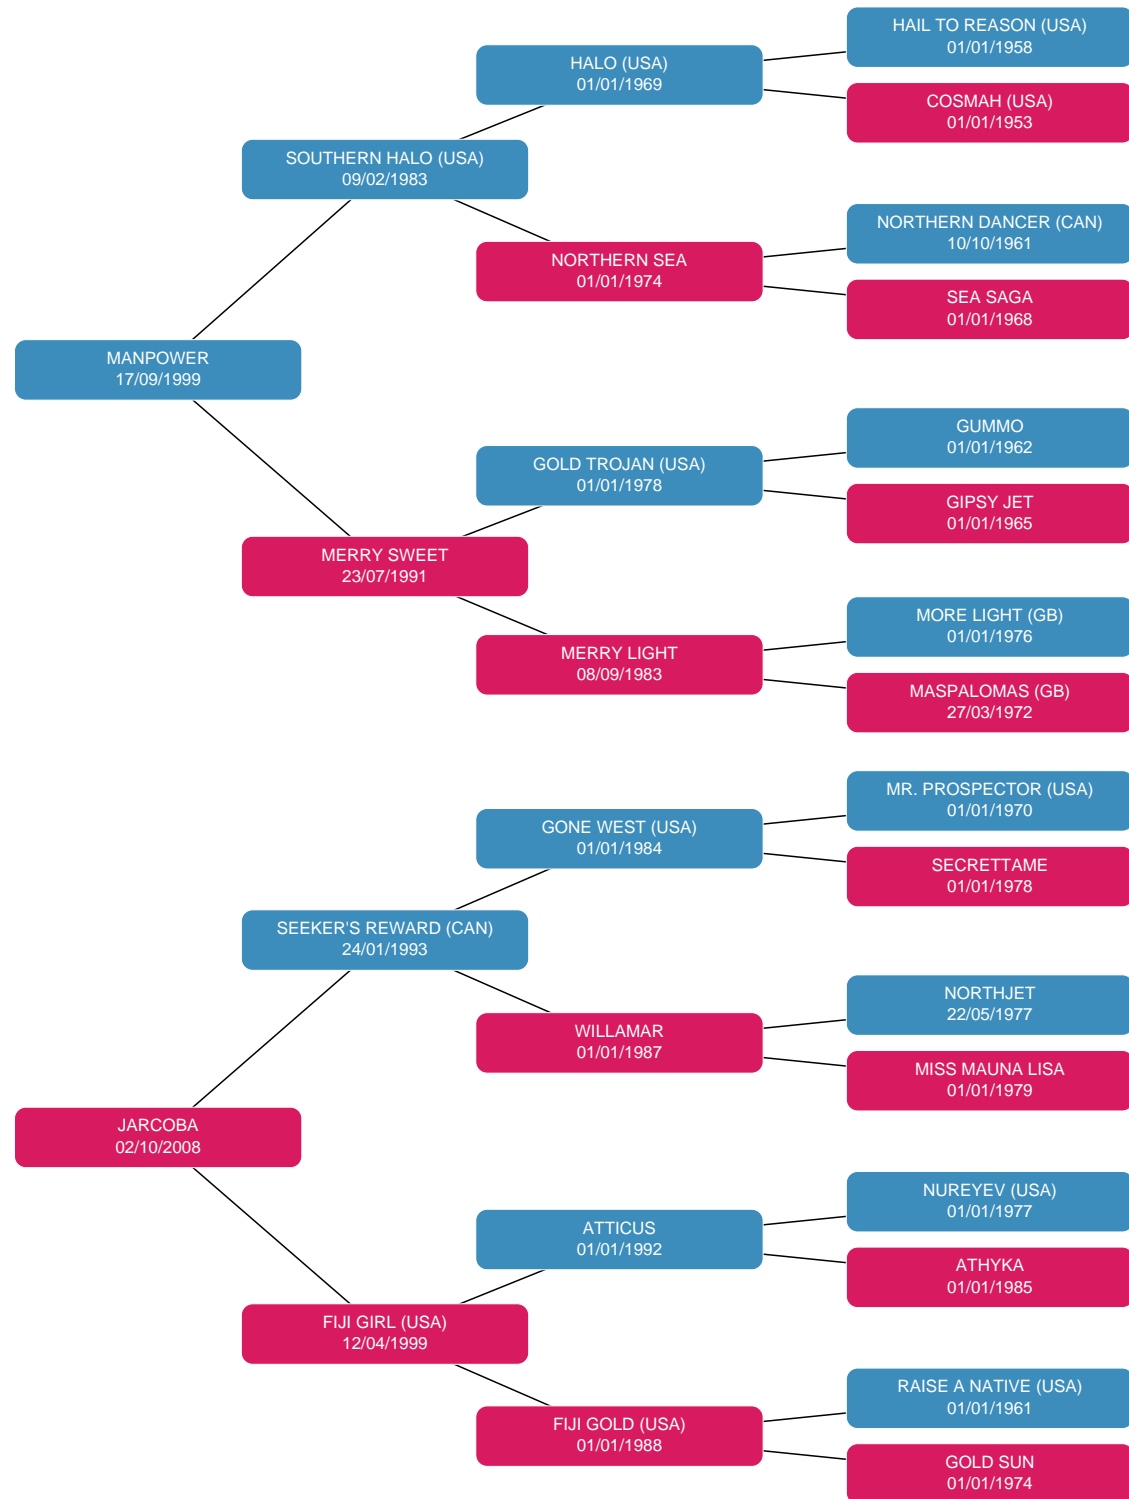 HAIL TO REASON (USA)
01/01/1958
HALO (USA)
01/01/1969
COSMAH (USA)
01/01/1953
SOUTHERN HALO (USA)
09/02/1983
NORTHERN DANCER (CAN)
10/10/1961
NORTHERN SEA
01/01/1974
SEA SAGA
01/01/1968
MANPOWER
17/09/1999
GUMMO
01/01/1962
GOLD TROJAN (USA)
01/01/1978
GIPSY JET
01/01/1965
MERRY SWEET
23/07/1991
MORE LIGHT (GB)
01/01/1976
MERRY LIGHT
08/09/1983
MASPALOMAS (GB)
27/03/1972
MR. PROSPECTOR (USA)
01/01/1970
GONE WEST (USA)
01/01/1984
SECRETTAME
01/01/1978
SEEKER'S REWARD (CAN)
24/01/1993
NORTHJET
22/05/1977
WILLAMAR
01/01/1987
MISS MAUNA LISA
01/01/1979
JARCOBA
02/10/2008
NUREYEV (USA)
01/01/1977
ATTICUS
01/01/1992
ATHYKA
01/01/1985
FIJI GIRL (USA)
12/04/1999
RAISE A NATIVE (USA)
01/01/1961
FIJI GOLD (USA)
01/01/1988
GOLD SUN
01/01/1974